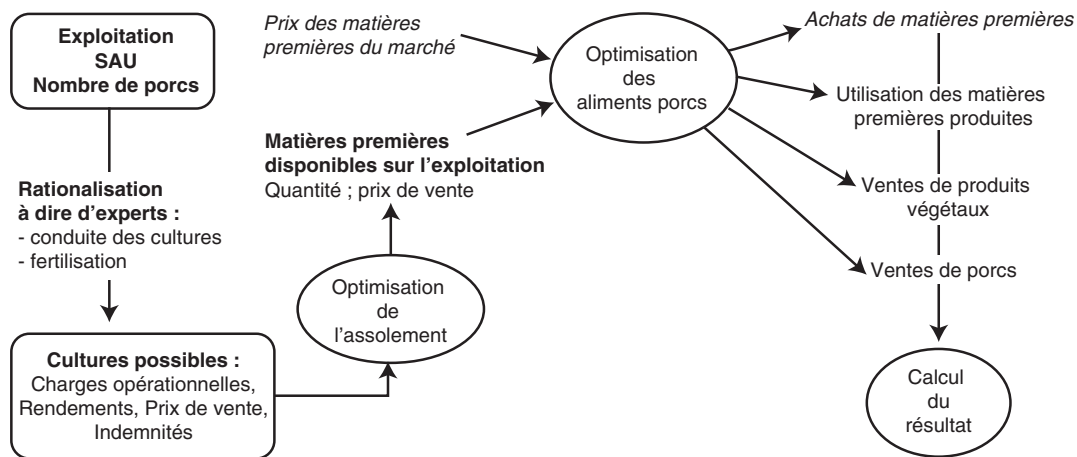 Exploitation
SAU
Nombre de porcs
Rationalisation
à dire d'experts :
- conduite des cultures
- fertilisation
Cultures possibles :
Charges opérationnelles,
Rendements, Prix de vente,
Indemnités
Optimisation
de
l'assolement
Matières premières
disponibles sur l'exploitation
Quantité ; prix de vente
Prix des matières
premières du marché
Optimisation
des
aliments porcs
Achats de matières premières
Utilisation des matières
premières produites
Ventes de produits
végétaux
Ventes de porcs
Calcul
du
résultat